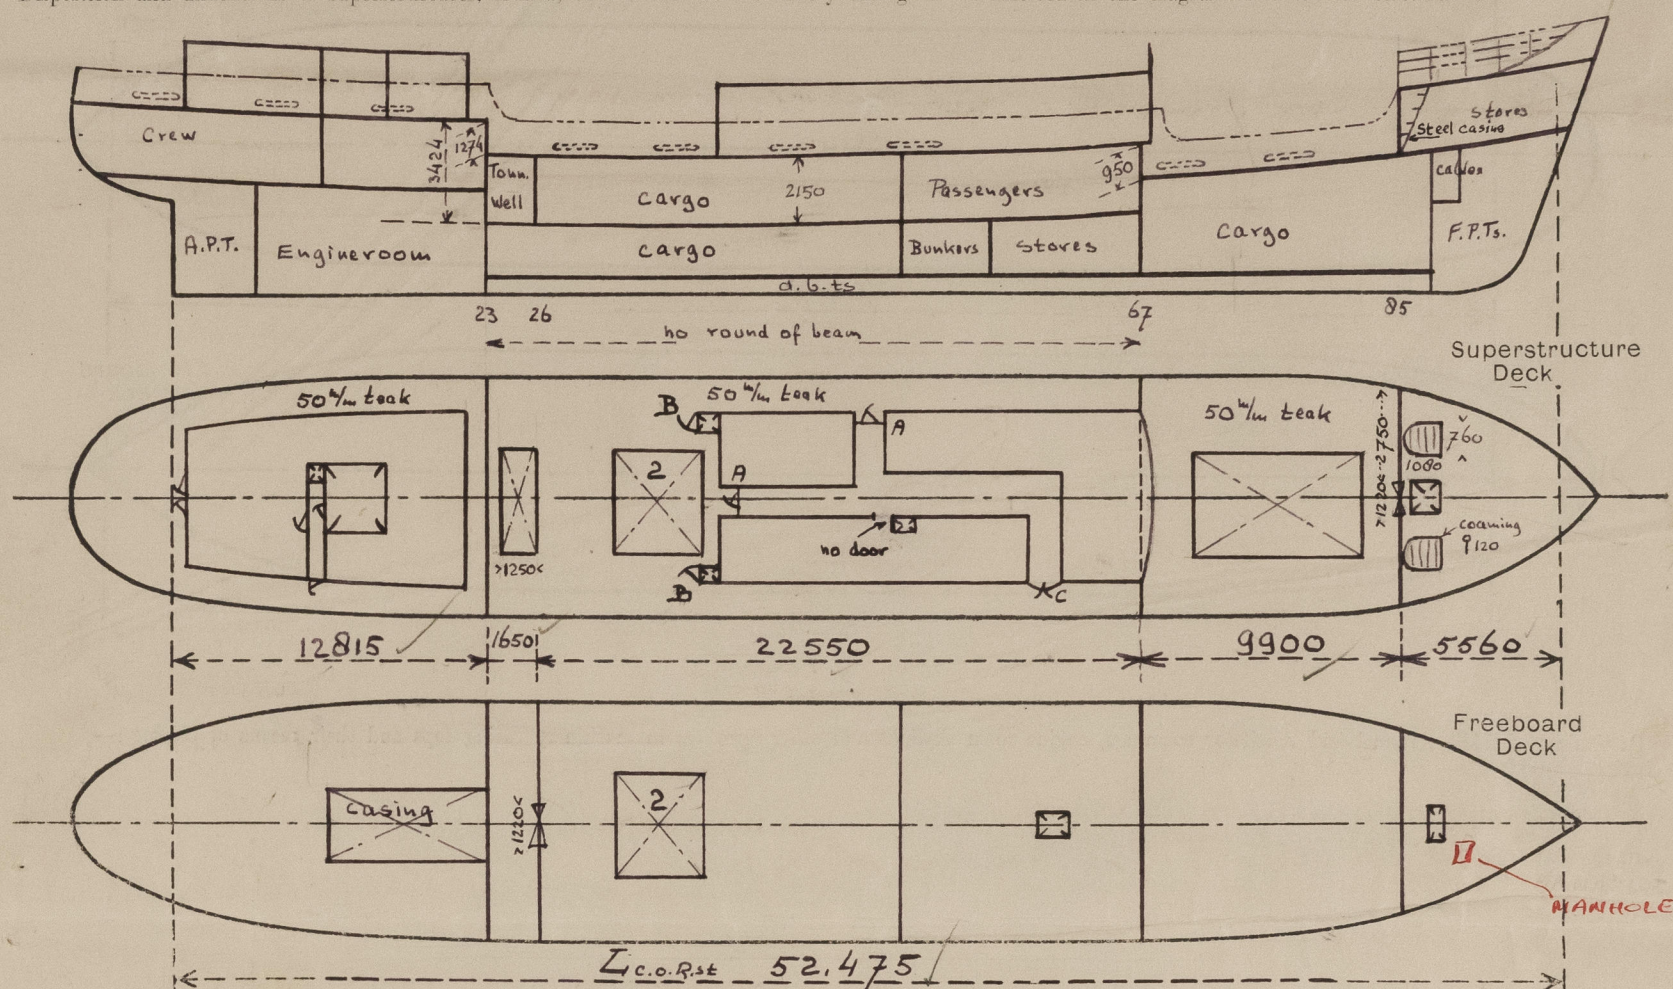 Crew
3424
1274
Tonn.
Well
cargo
2150
Passengers
950
Stores
Steel casing
cables
A.P.T.
Engineroom
cargo
Bunkers
Stores
Cargo
F.P.Ts.
d.b.ts
23 26 67 85
no round of beam
Superstructure
Deck
50 m/m teak
B
50 m/m teak
A
50 m/m teak
>1220<--2750-->
760
1080
2
A
no door
coaming
120
>1250<
B
C
12815 1650 22550 9900 5560
Freeboard
Deck
casing
>1220<
2
MANHOLE
L c.o.R.st 52.475